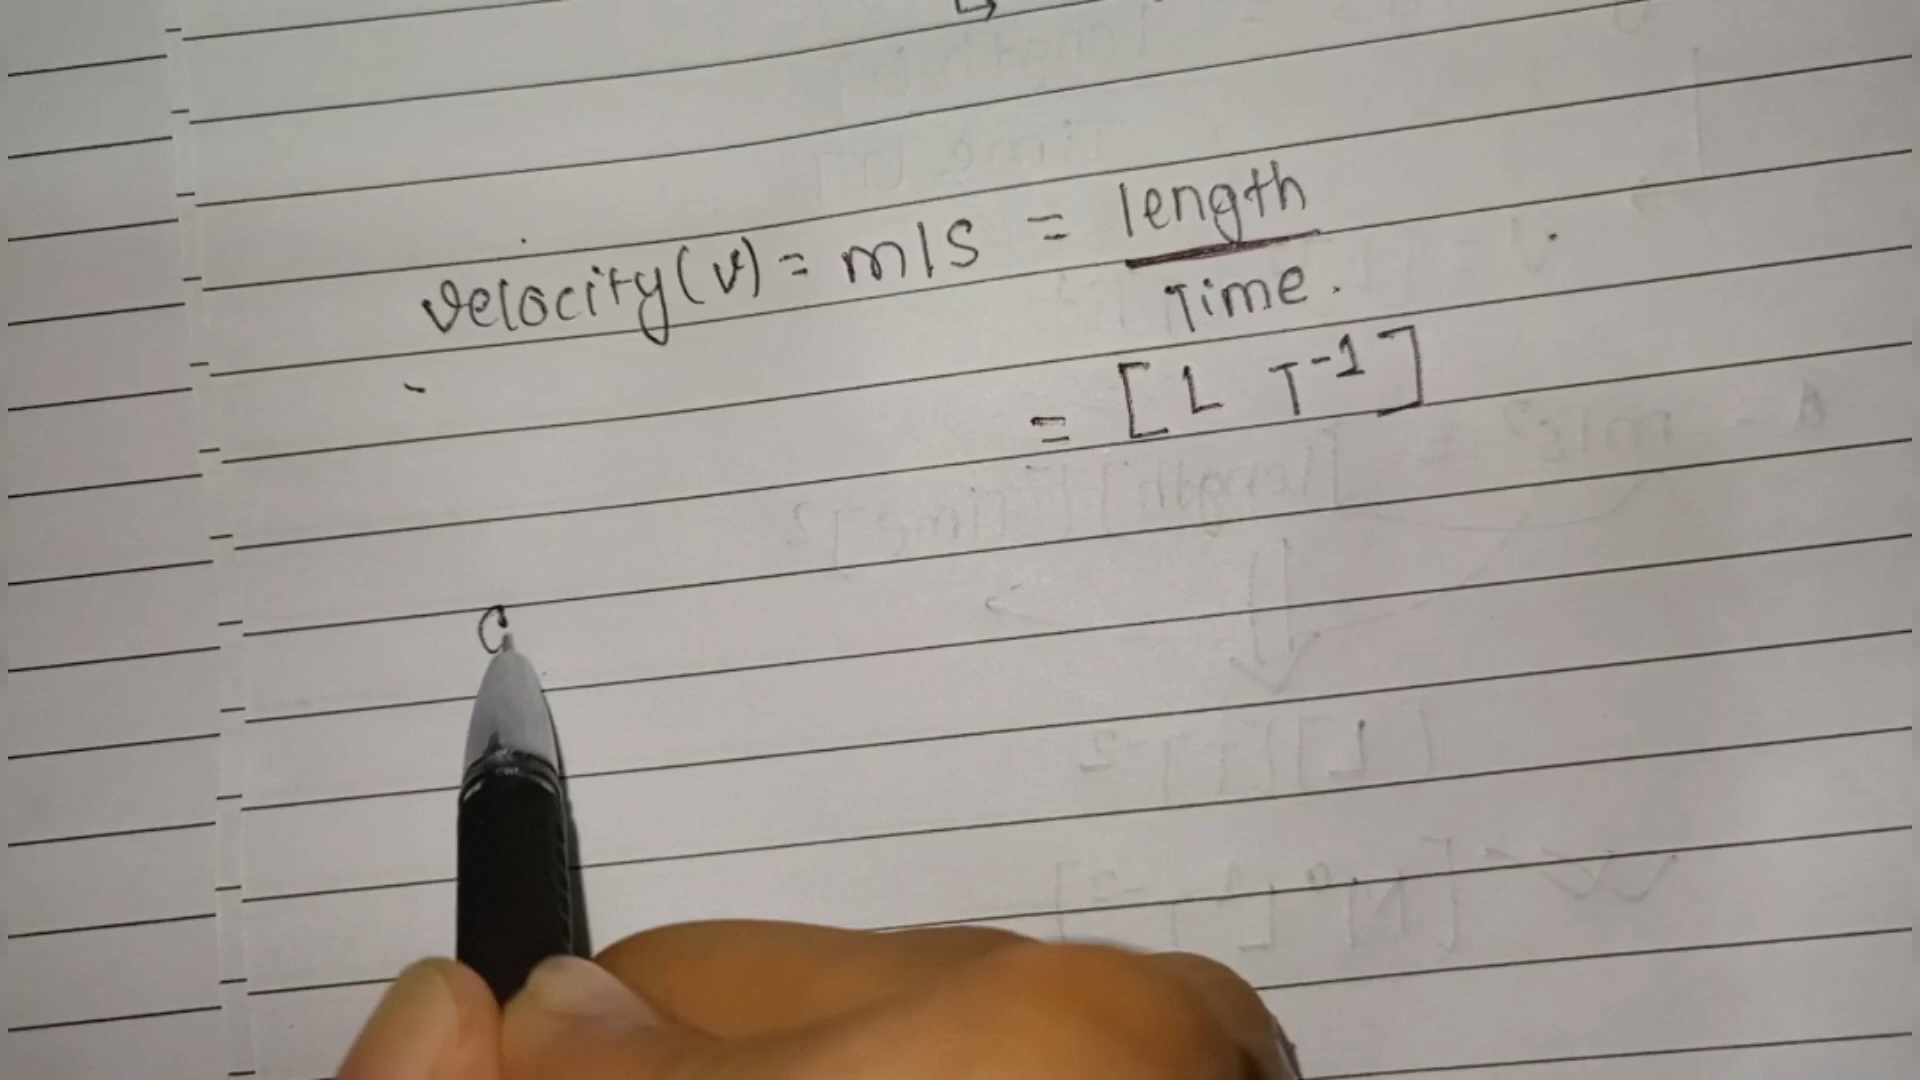 velocity(v) = m/s = length
Time.
= [ L T⁻¹ ]
a